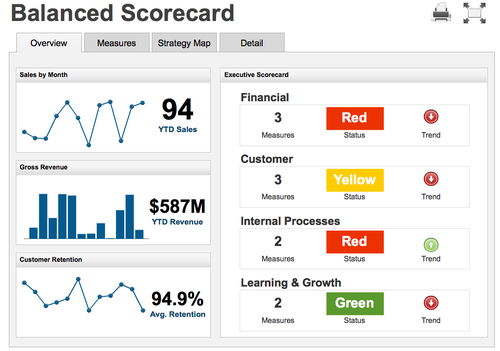 Balanced Scorecard
Overview
Measures
Strategy Map
Detail
Sales by Month
94
YTD Sales
Gross Revenue
$587M
YTD Revenue
Customer Retention
94.9%
Avg. Retention
Executive Scorecard
Financial
3 Red
Measures Status Trend
Customer
3 Yellow
Measures Status Trend
Internal Processes
2 Red
Measures Status Trend
Learning & Growth
2 Green
Measures Status Trend